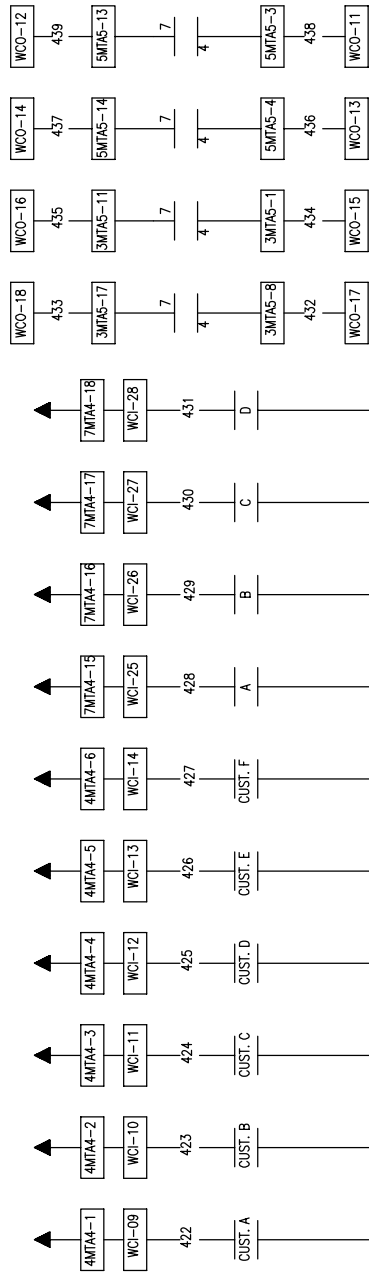 WCO-12
439
5MTA5-13
7
4
5MTA5-3
438
WCO-11
WCO-14
437
5MTA5-14
7
4
5MTA5-4
436
WCO-13
WCO-16
435
3MTA5-11
7
4
3MTA5-1
434
WCO-15
WCO-18
433
3MTA5-17
7
4
3MTA5-8
432
WCO-17
7MTA4-18
WCI-28
431
D
7MTA4-17
WCI-27
430
C
7MTA4-16
WCI-26
429
B
7MTA4-15
WCI-25
428
A
4MTA4-6
WCI-14
427
CUST. F
4MTA4-5
WCI-13
426
CUST. E
4MTA4-4
WCI-12
425
CUST. D
4MTA4-3
WCI-11
424
CUST. C
4MTA4-2
WCI-10
423
CUST. B
4MTA4-1
WCI-09
422
CUST. A